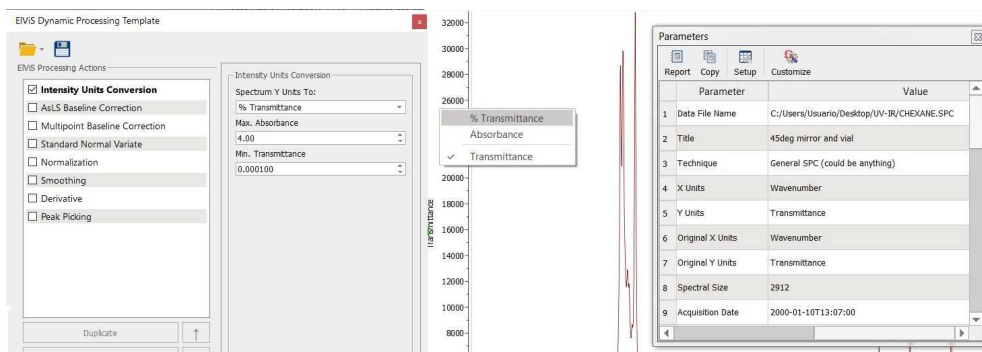 ElViS Dynamic Processing Template
x
ElViS Processing Actions
Intensity Units Conversion
AsLS Baseline Correction
Multipoint Baseline Correction
Standard Normal Variate
Normalization
Smoothing
Derivative
Peak Picking
Duplicate
Intensity Units Conversion
Spectrum Y Units To:
% Transmittance
Max. Absorbance
4.00
Min. Transmittance
0.000100
32000
30000
28000
26000
20000
18000
16000
14000
12000
10000
8000
Transmittance
% Transmittance
Absorbance
Transmittance
Parameters
Report Copy Setup Customize
Parameter Value
1 Data File Name C:/Users/Usuario/Desktop/UV-IR/CHEXANE.SPC
2 Title 45deg mirror and vial
3 Technique General SPC (could be anything)
4 X Units Wavenumber
5 Y Units Transmittance
6 Original X Units Wavenumber
7 Original Y Units Transmittance
8 Spectral Size 2912
9 Acquisition Date 2000-01-10T13:07:00